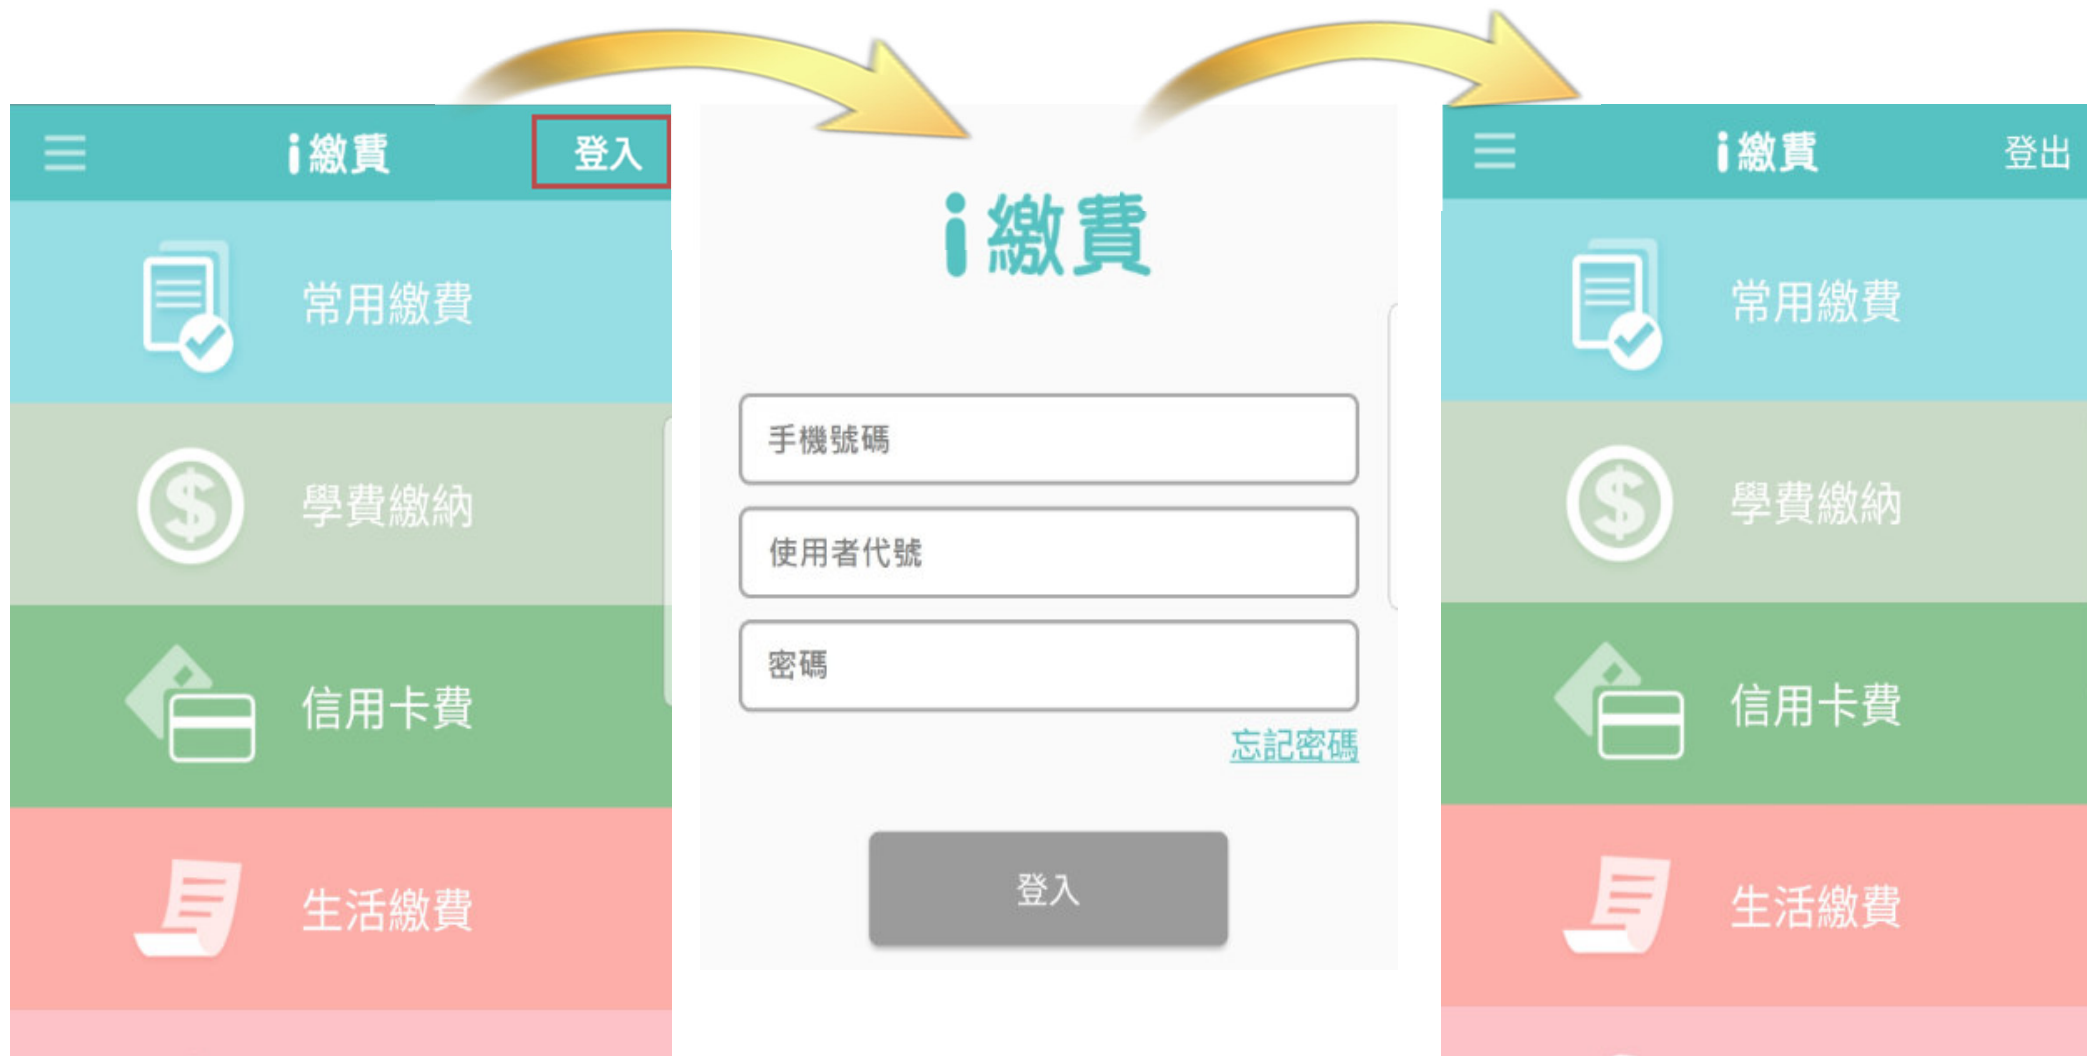 i繳費 登入
常用繳費
學費繳納
信用卡費
生活繳費
i繳費
手機號碼
使用者代號
密碼
忘記密碼
登入
i繳費 登出
常用繳費
學費繳納
信用卡費
生活繳費